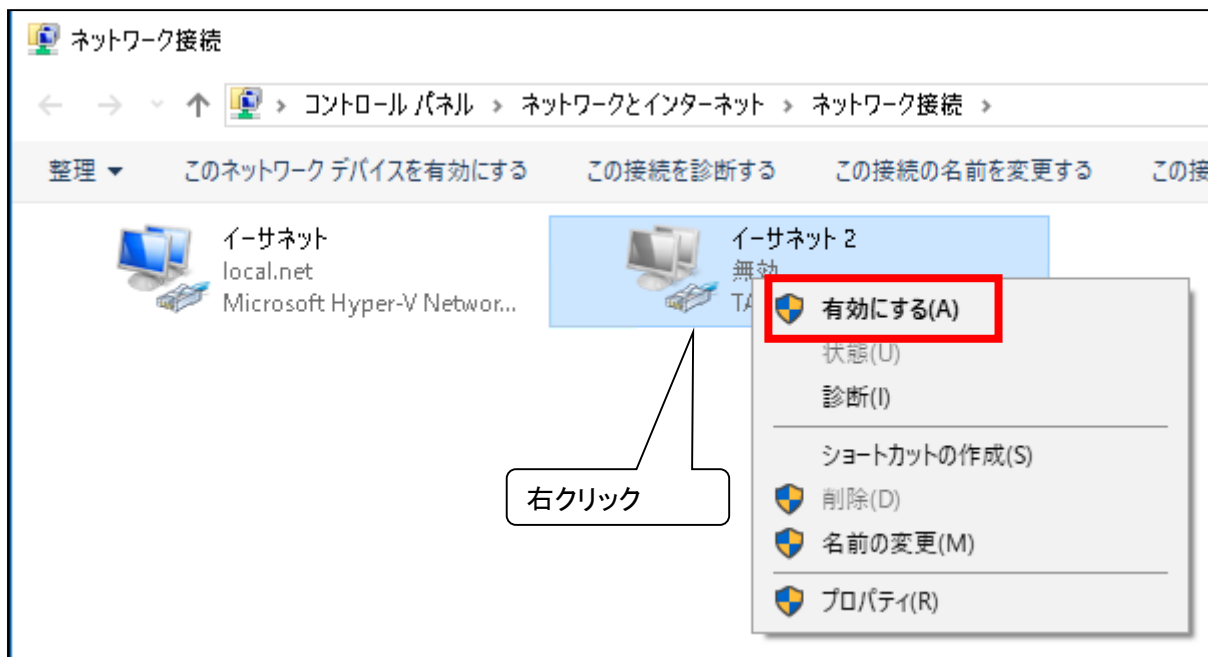 ネットワーク接続
コントロール パネル › ネットワークとインターネット › ネットワーク接続 ›
整理 このネットワーク デバイスを有効にする この接続を診断する この接続の名前を変更する この接
イーサネット
local.net
Microsoft Hyper-V Networ...
イーサネット 2
無効
TA
有効にする(A)
状態(U)
診断(I)
ショートカットの作成(S)
削除(D)
名前の変更(M)
プロパティ(R)
右クリック